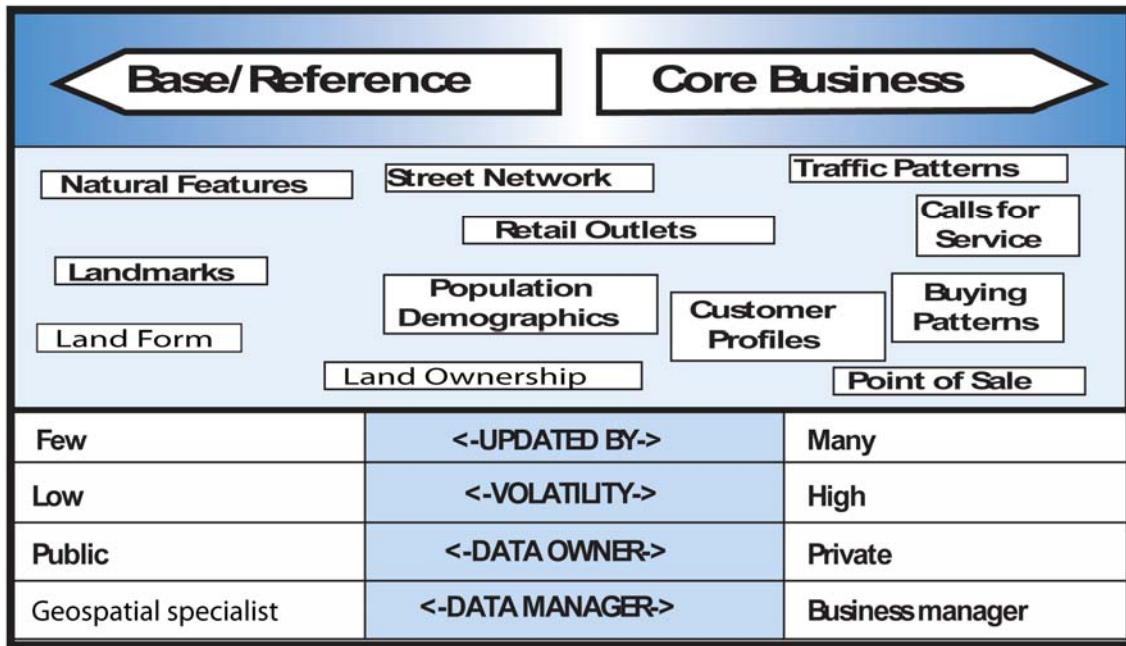 Base/Reference
Core Business
Natural Features
Street Network
Traffic Patterns
Retail Outlets
Calls for
Service
Landmarks
Population
Demographics
Customer
Profiles
Buying
Patterns
Land Form
Land Ownership
Point of Sale
Few
<-UPDATED BY->
Many
Low
<-VOLATILITY->
High
Public
<-DATA OWNER->
Private
Geospatial specialist
<-DATA MANAGER->
Business manager